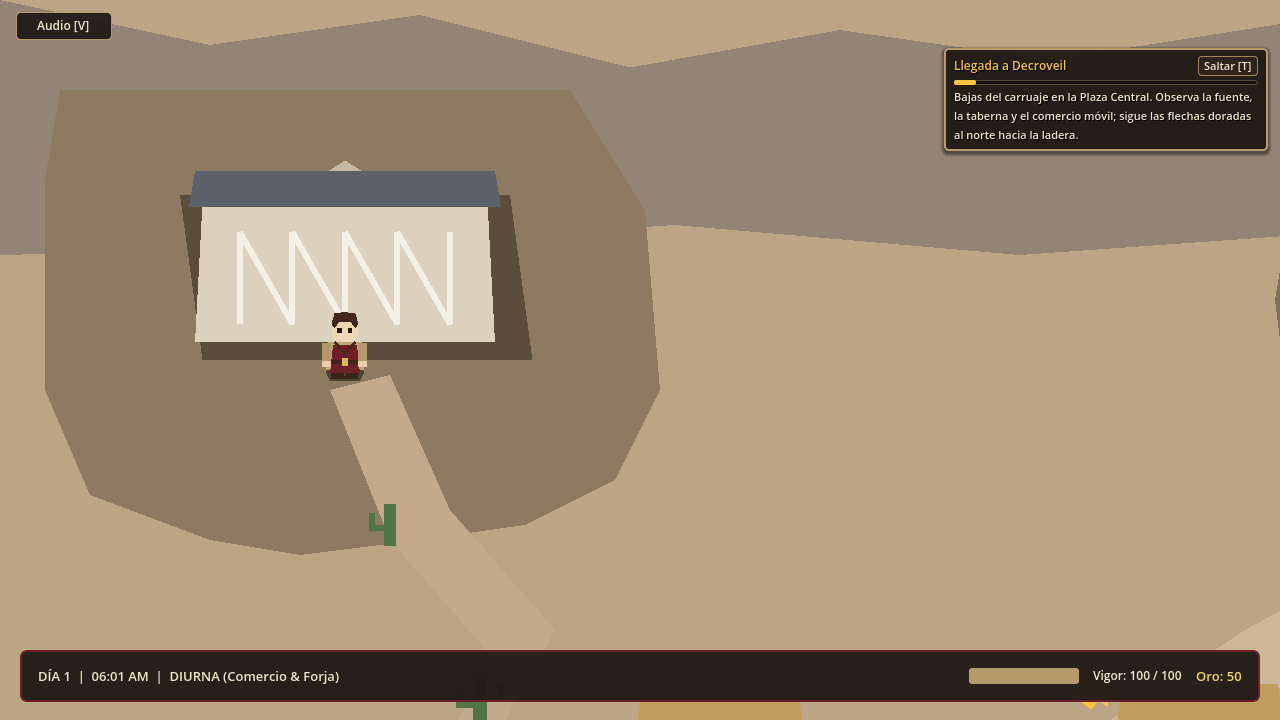 Audio [V]
Llegada a Decroveil
Saltar [T]
Bajas del carruaje en la Plaza Central. Observa la fuente,
la taberna y el comercio móvil; sigue las flechas doradas
al norte hacia la ladera.
DÍA 1 | 06:01 AM | DIURNA (Comercio & Forja)
Vigor: 100 / 100
Oro: 50